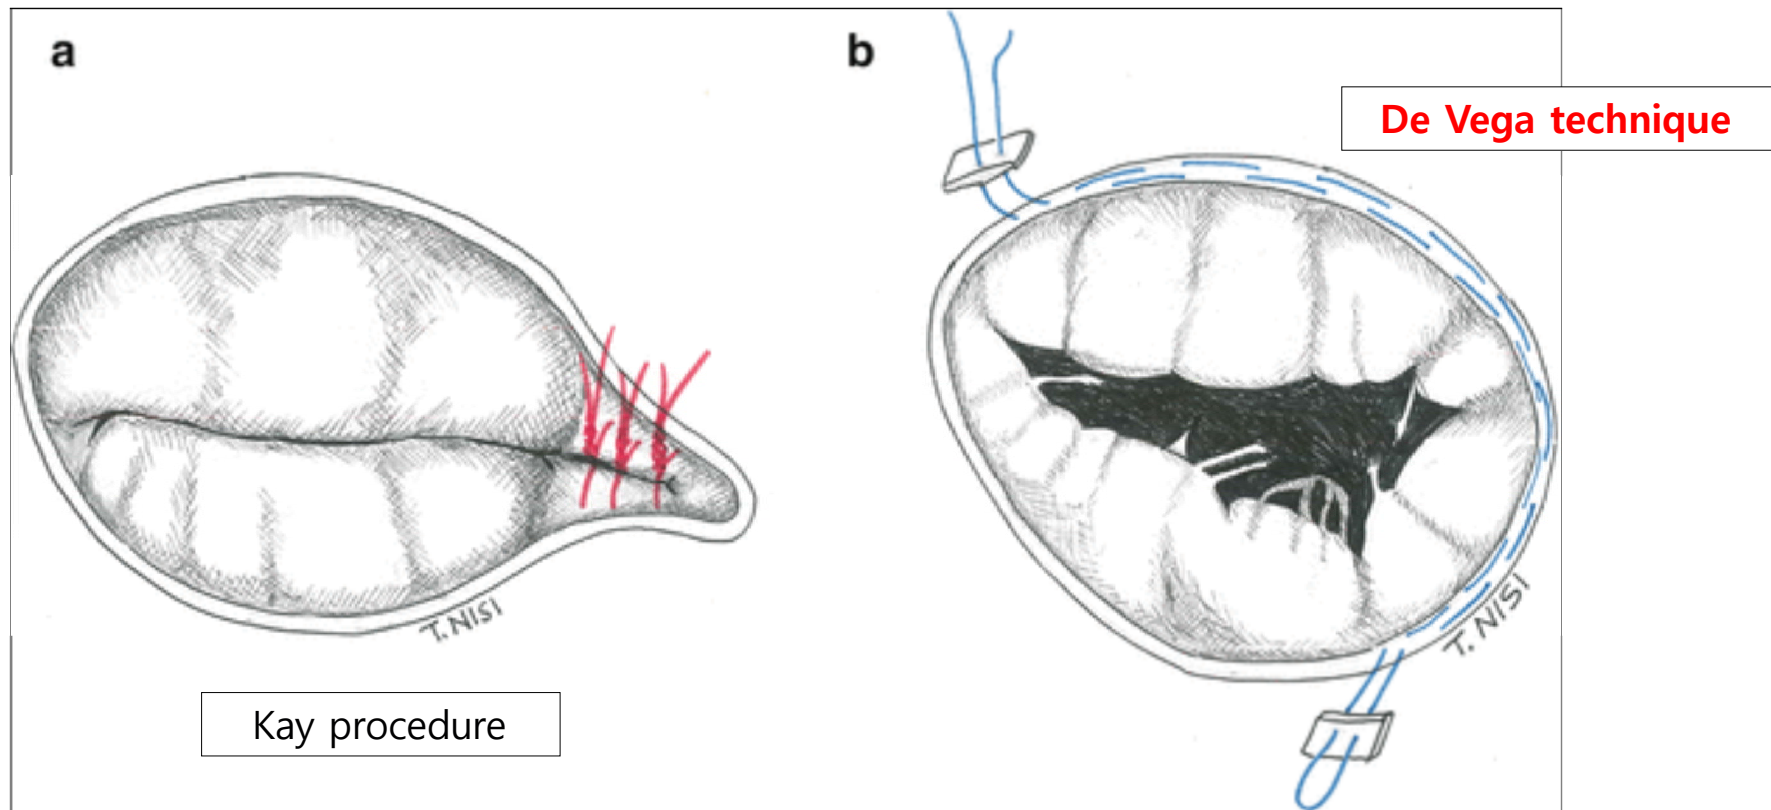 a
b
De Vega technique
T. NISI
T. NISI
Kay procedure